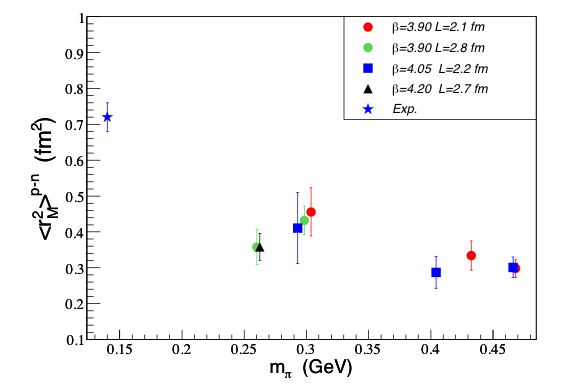 1
0.9
0.8
0.7
0.6
0.5
0.4
0.3
0.2
0.1
<r²_M>^p-n (fm²)
β=3.90 L=2.1 fm
β=3.90 L=2.8 fm
β=4.05 L=2.2 fm
β=4.20 L=2.7 fm
Exp.
0.15 0.2 0.25 0.3 0.35 0.4 0.45
m_π (GeV)